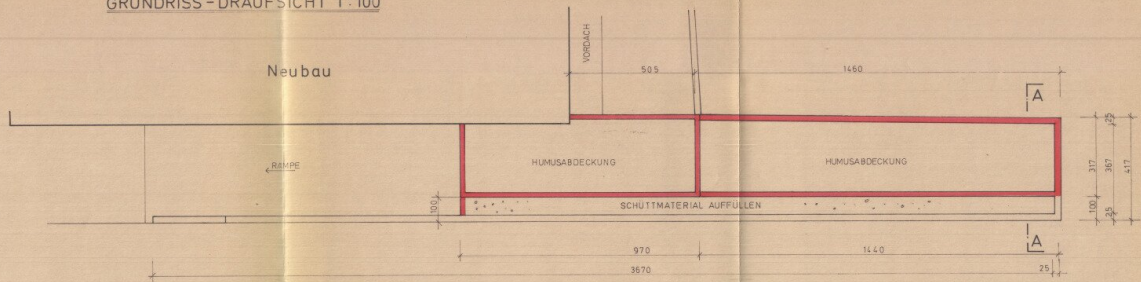 GRUNDRISS - DRAUFSICHT 1:100
VORDACH
Neubau
505
1460
A
RAMPE
HUMUSABDECKUNG
HUMUSABDECKUNG
25
317
367
417
100
SCHÜTTMATERIAL AUFFÜLLEN
100
25
A
970
1440
3670
25